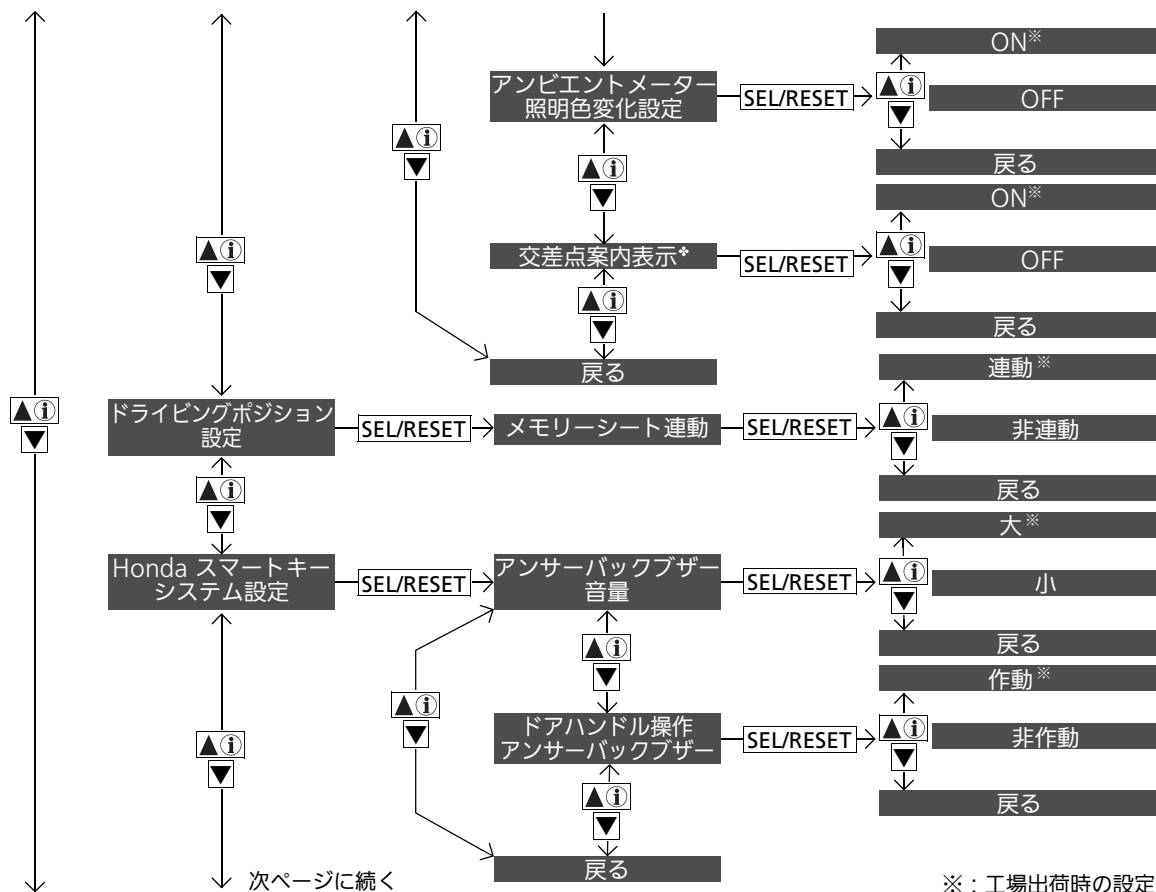 ON※
アンビエントメーター
照明色変化設定
SEL/RESET
▲ⓘ
▼
OFF
▲ⓘ
▼
戻る
▲ⓘ
▼
ON※
▲ⓘ
▼
交差点案内表示✤
SEL/RESET
▲ⓘ
▼
OFF
▲ⓘ
▼
戻る
戻る
連動※
▲ⓘ
▼
ドライビングポジション
設定
SEL/RESET
メモリーシート連動
SEL/RESET
▲ⓘ
▼
非連動
戻る
▲ⓘ
▼
大※
Honda スマートキー
システム設定
SEL/RESET
アンサーバックブザー
音量
SEL/RESET
▲ⓘ
▼
小
戻る
▲ⓘ
▼
作動※
▲ⓘ
▼
ドアハンドル操作
アンサーバックブザー
SEL/RESET
▲ⓘ
▼
非作動
▲ⓘ
▼
戻る
▲ⓘ
▼
戻る
次ページに続く
※：工場出荷時の設定